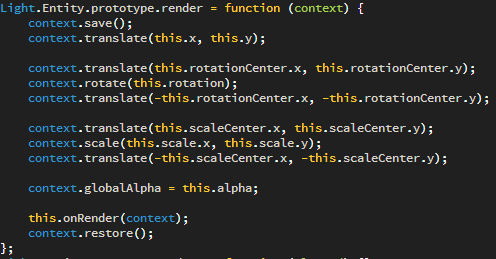 Light.Entity.prototype.render = function (context) {
    context.save();
    context.translate(this.x, this.y);

    context.translate(this.rotationCenter.x, this.rotationCenter.y);
    context.rotate(this.rotation);
    context.translate(-this.rotationCenter.x, -this.rotationCenter.y);

    context.translate(this.scaleCenter.x, this.scaleCenter.y);
    context.scale(this.scale.x, this.scale.y);
    context.translate(-this.scaleCenter.x, -this.scaleCenter.y);

    context.globalAlpha = this.alpha;

    this.onRender(context);
    context.restore();
};